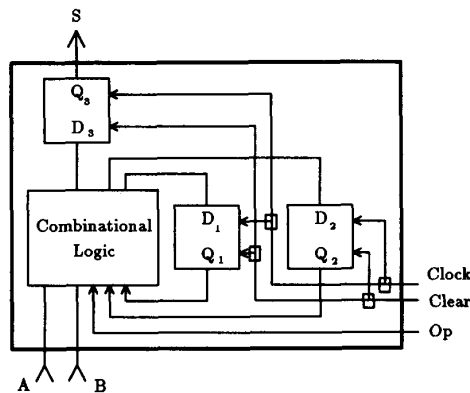 S
Q3
D3
Combinational
Logic
D1
Q1
D2
Q2
Clock
Clear
Op
A
B